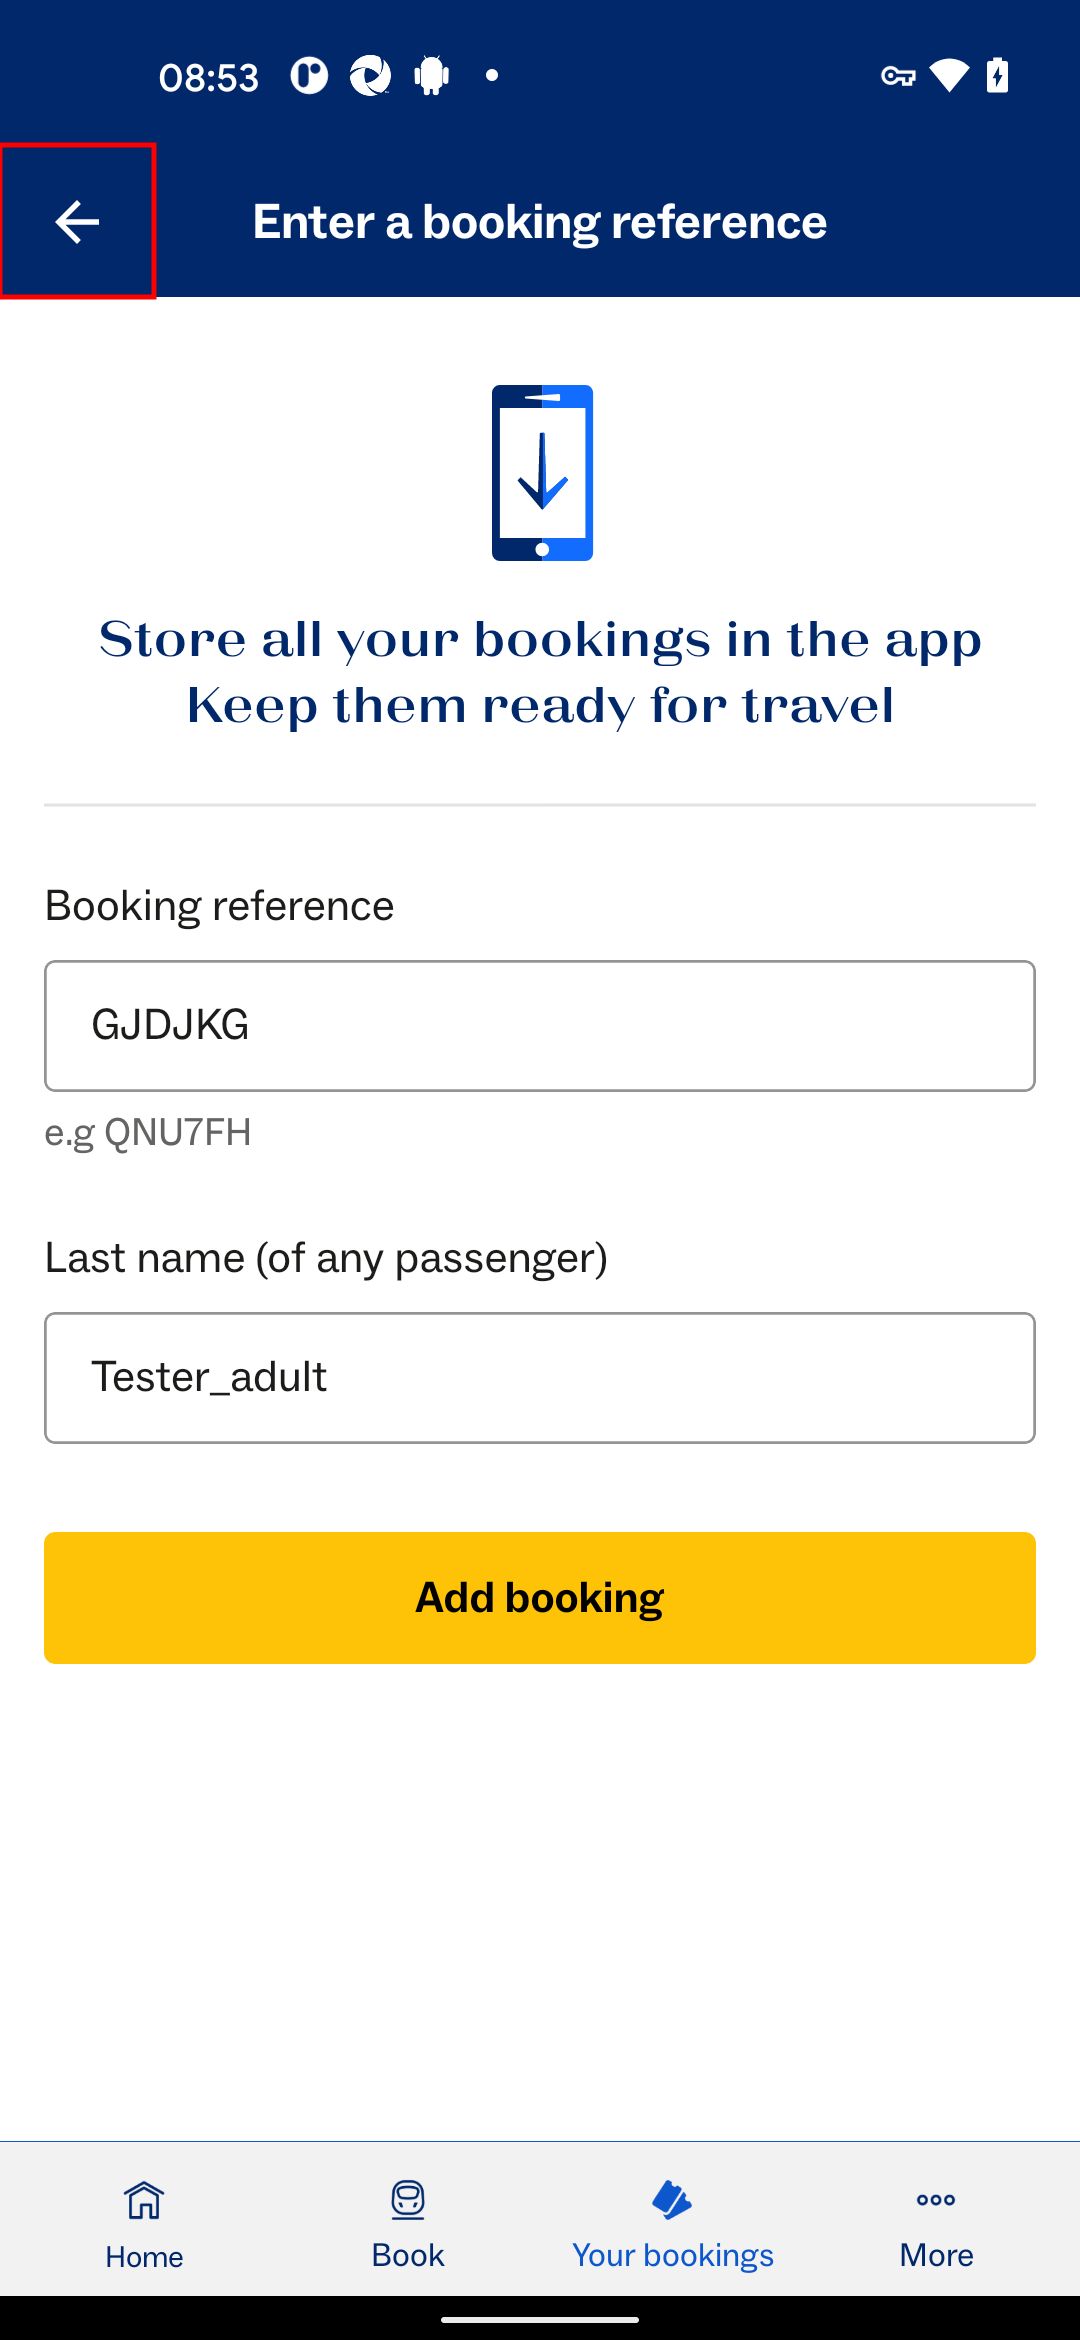 08:53
Enter a booking reference
Store all your bookings in the app
Keep them ready for travel
Booking reference
GJDJKG
e.g QNU7FH
Last name (of any passenger)
Tester_adult
Add booking
Home
Book
Your bookings
More